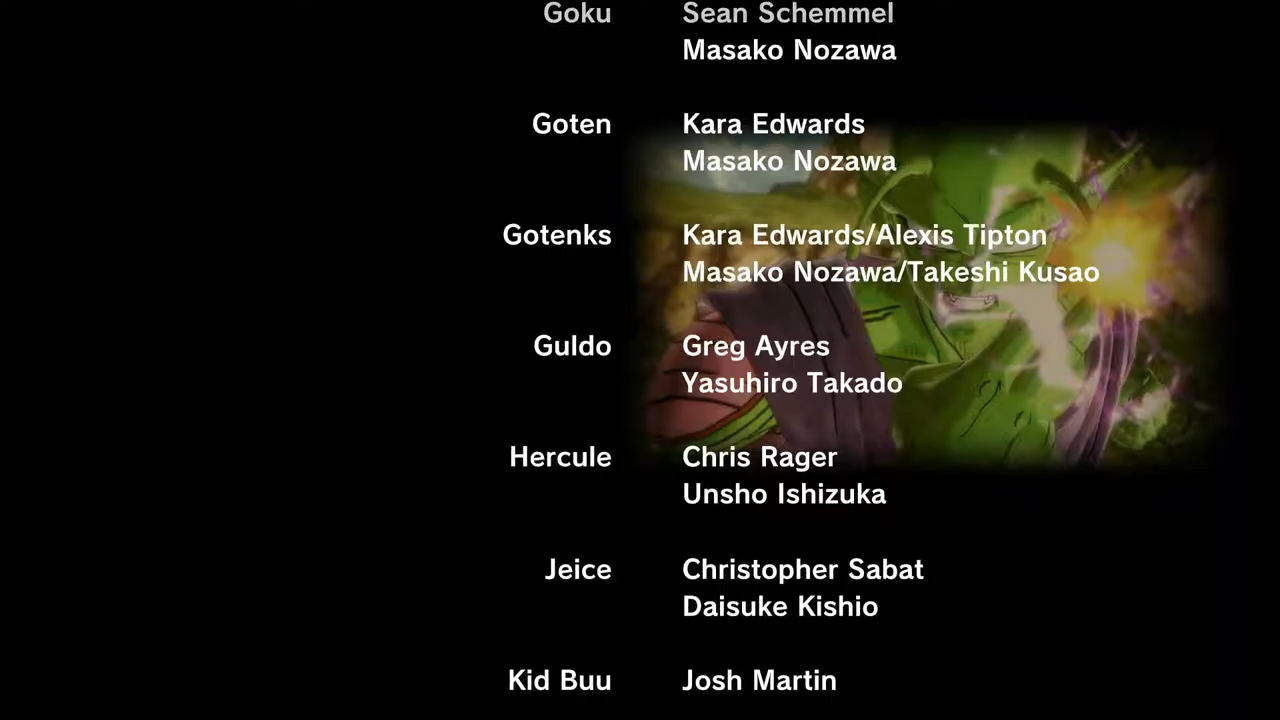 Goku Sean Schemmel
Masako Nozawa
Goten Kara Edwards
Masako Nozawa
Gotenks Kara Edwards/Alexis Tipton
Masako Nozawa/Takeshi Kusao
Guldo Greg Ayres
Yasuhiro Takado
Hercule Chris Rager
Unsho Ishizuka
Jeice Christopher Sabat
Daisuke Kishio
Kid Buu Josh Martin